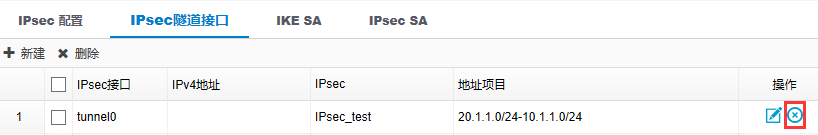 IPsec 配置 IPsec隧道接口 IKE SA IPsec SA
新建 删除
IPsec接口 IPv4地址 IPsec 地址项目 操作
1 tunnel0 IPsec_test 20.1.1.0/24-10.1.1.0/24